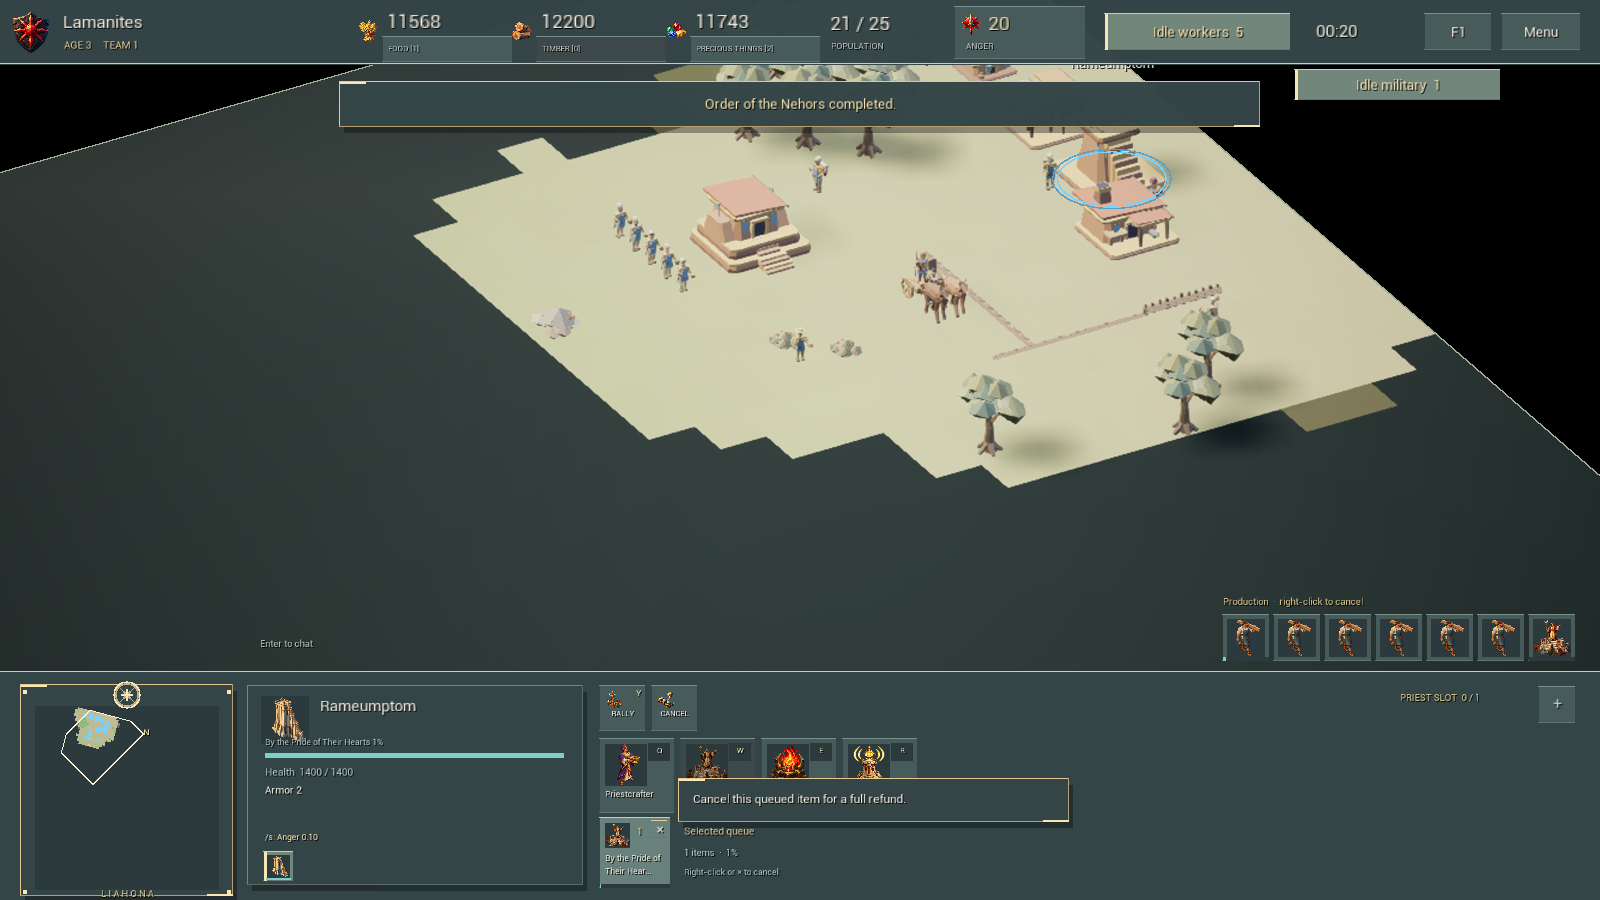 Lamanites
AGE 3 TEAM 1
11568
FOOD [1]
12200
TIMBER [0]
11743
PRECIOUS THINGS [2]
21 / 25
POPULATION
20
ANGER
Idle workers 5
00:20
F1
Menu
Idle military 1
Rameumptom
Order of the Nehors completed.
Production · right-click to cancel
Enter to chat
N
LIAHONA
Rameumptom
By the Pride of Their Hearts 1%
Health 1400 / 1400
Armor 2
/s: Anger 0.10
Y
RALLY
CANCEL
PRIEST SLOT 0 / 1
+
Q
W
E
R
Priestcrafter
Cancel this queued item for a full refund.
1 ×
By the Pride of
Their Hear...
Selected queue
1 items · 1%
Right-click or × to cancel